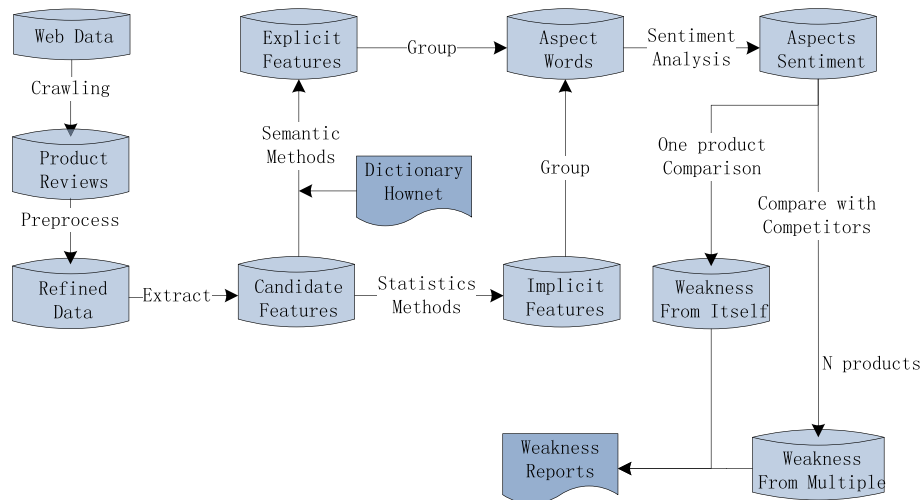 Web Data
Crawling
Product
Reviews
Preprocess
Refined
Data
Extract
Candidate
Features
Semantic
Methods
Dictionary
Hownet
Explicit
Features
Group
Statistics
Methods
Implicit
Features
Group
Aspect
Words
Sentiment
Analysis
Aspects
Sentiment
One product
Comparison
Weakness
From Itself
Compare with
Competitors
N products
Weakness
From Multiple
Weakness
Reports